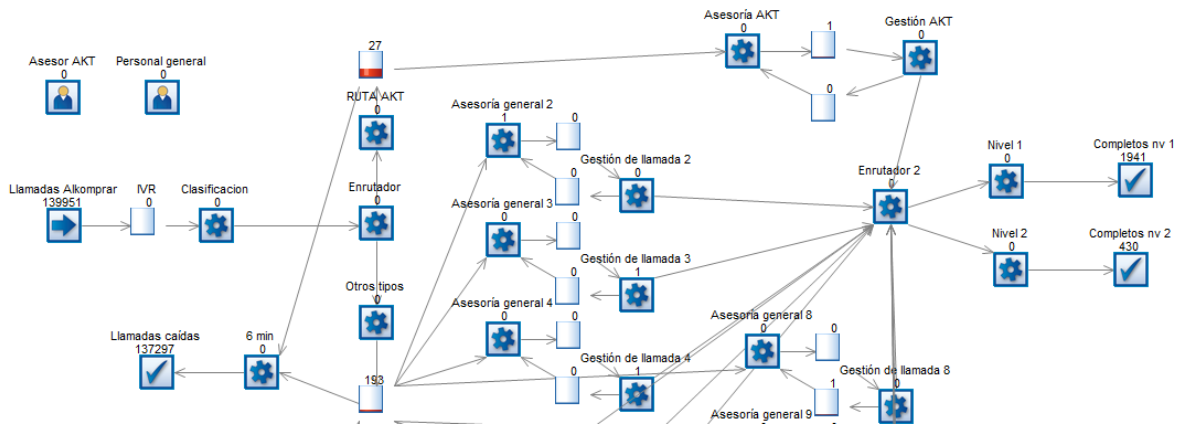 Asesor AKT
0
Personal general
0
27
RUTA AKT
0
Asesoría AKT
0
1
0
Gestión AKT
0
Asesoría general 2
1
0
0
Gestión de llamada 2
0
Llamadas Alkomprar
139951
IVR
0
Clasificacion
0
Enrutador
0
Asesoría general 3
0
0
0
Gestión de llamada 3
1
Enrutador 2
0
Nivel 1
0
Completos nv 1
1941
Nivel 2
0
Completos nv 2
430
Otros tipos
0
Asesoría general 4
0
0
0
Gestión de llamada 4
1
Asesoría general 8
0
0
1
Gestión de llamada 8
0
Llamadas caídas
137297
6 min
0
193
Asesoría general 9